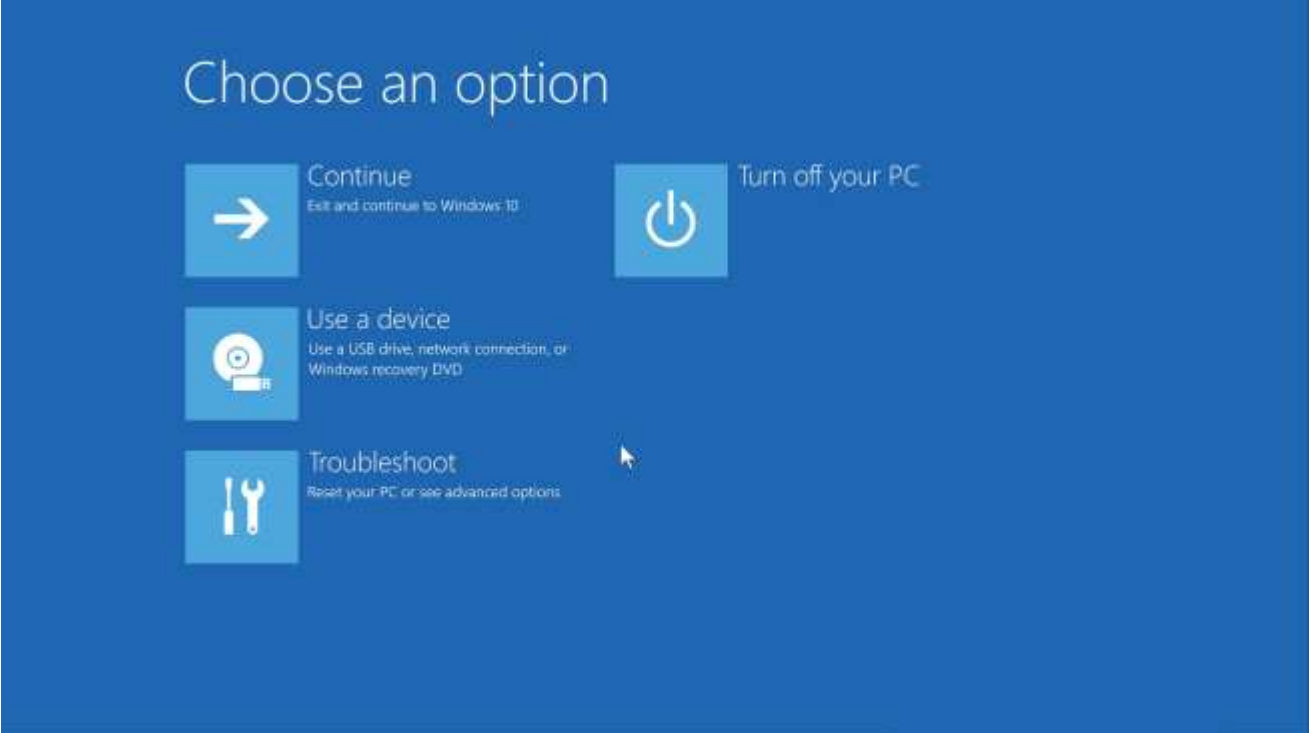 Choose an option
Continue
Exit and continue to Windows 10
Turn off your PC
Use a device
Use a USB drive, network connection, or
Windows recovery DVD
Troubleshoot
Reset your PC or see advanced options